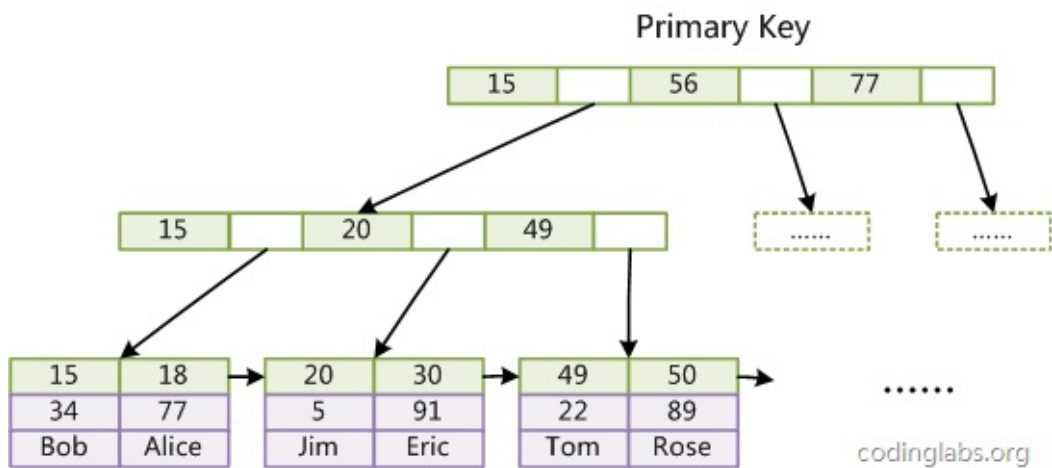 Primary Key
15 56 77
15 20 49
...... ......
15 18 20 30 49 50
34 77 5 91 22 89
Bob Alice Jim Eric Tom Rose
......
codinglabs.org